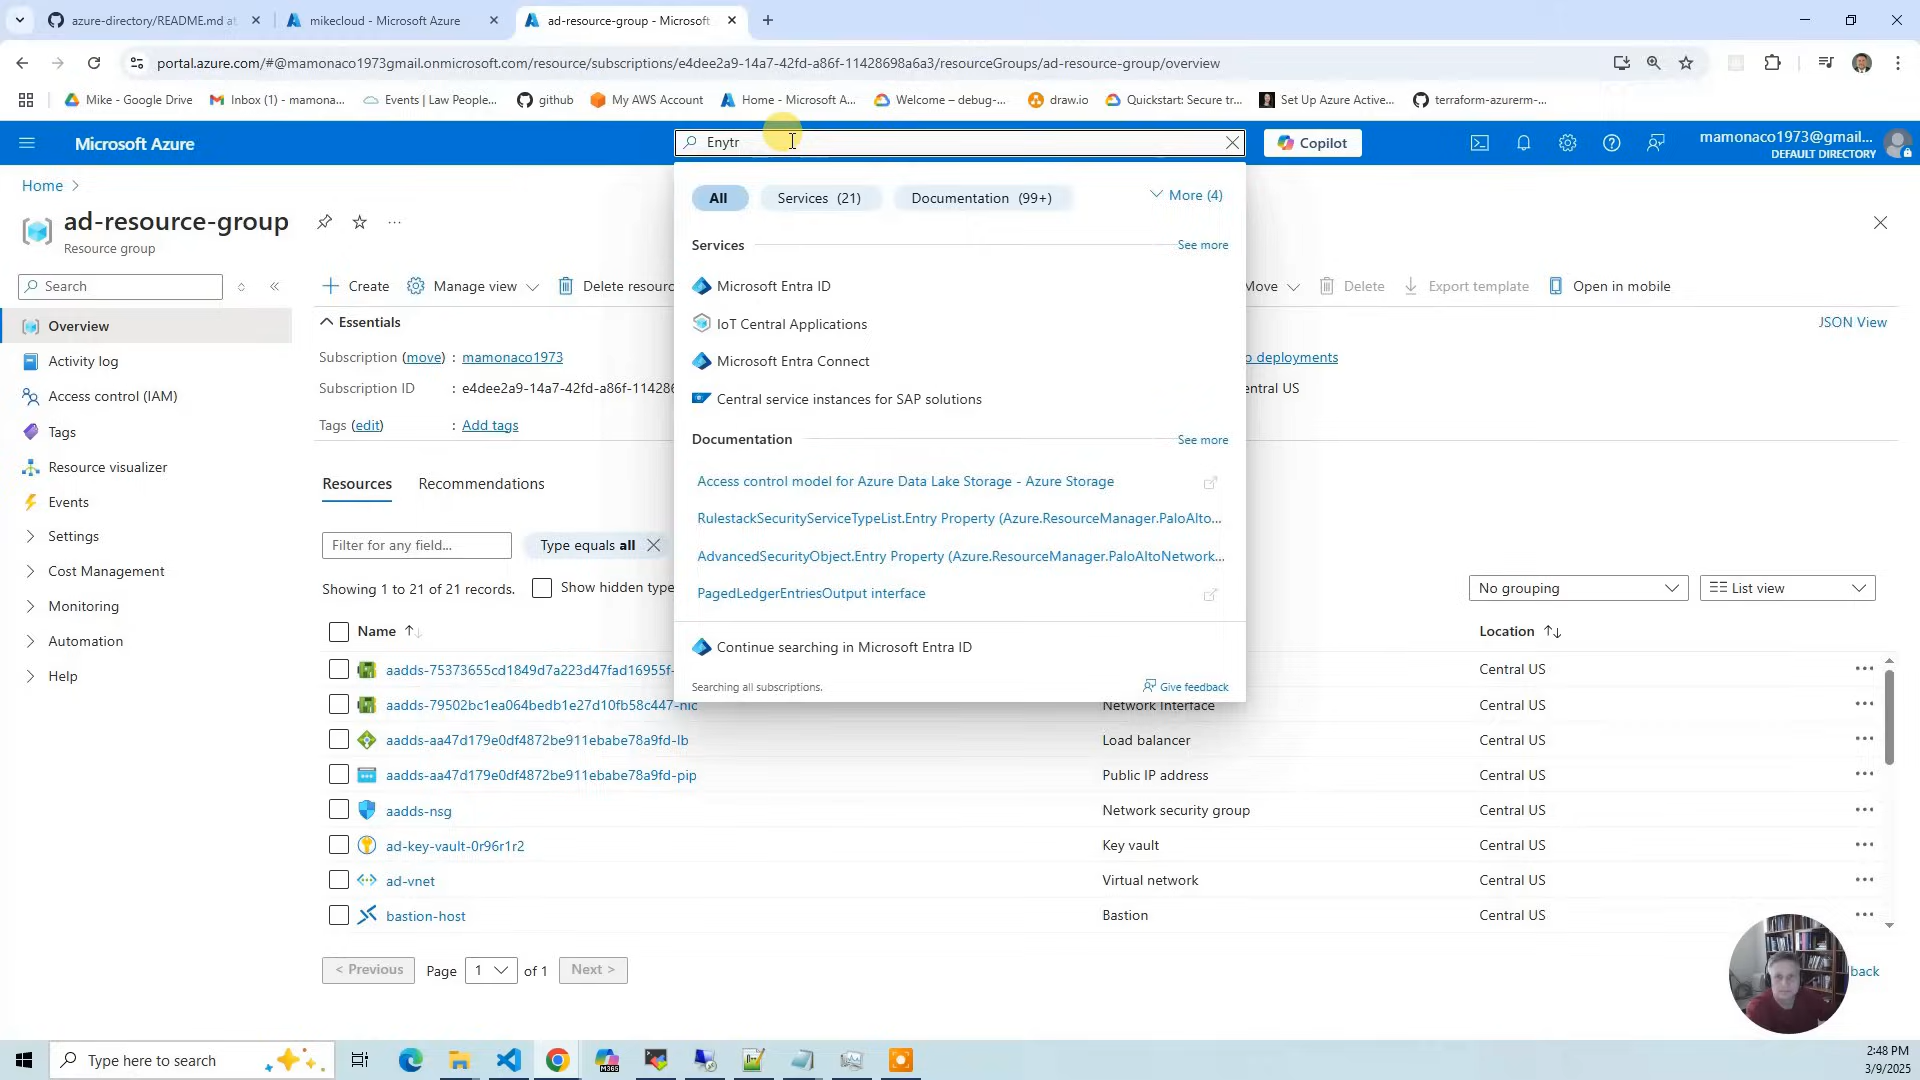 azure-directory/README.md at
mikecloud - Microsoft Azure
ad-resource-group - Microsoft
portal.azure.com/#@mamonaco1973gmail.onmicrosoft.com/resource/subscriptions/e4dee2a9-14a7-42fd-a86f-11428698a6a3/resourceGroups/ad-resource-group/overview
Mike - Google Drive
Inbox (1) - mamona...
Events | Law People...
github
My AWS Account
Home - Microsoft A...
Welcome – debug-...
draw.io
Quickstart: Secure tr...
Set Up Azure Active...
terraform-azurerm-...
Microsoft Azure
Enytr
Copilot
mamonaco1973@gmail....
DEFAULT DIRECTORY
Home
ad-resource-group
Resource group
Search
Overview
Activity log
Access control (IAM)
Tags
Resource visualizer
Events
Settings
Cost Management
Monitoring
Automation
Help
Create
Manage view
Delete resourc
Move
Delete
Export template
Open in mobile
Essentials
JSON View
Subscription (move) : mamonaco1973
deployments
Subscription ID : e4dee2a9-14a7-42fd-a86f-11428
entral US
Tags (edit) : Add tags
Resources
Recommendations
Filter for any field...
Type equals all
Showing 1 to 21 of 21 records.
Show hidden type
No grouping
List view
Name
Location
aadds-75373655cd1849d7a223d47fad16955f-
Central US
aadds-79502bc1ea064bedb1e27d10fb58c447-nic
Network Interface
Central US
aadds-aa47d179e0df4872be911ebabe78a9fd-lb
Load balancer
Central US
aadds-aa47d179e0df4872be911ebabe78a9fd-pip
Public IP address
Central US
aadds-nsg
Network security group
Central US
ad-key-vault-0r96r1r2
Key vault
Central US
ad-vnet
Virtual network
Central US
bastion-host
Bastion
Central US
< Previous
Page 1 of 1
Next >
back
All
Services (21)
Documentation (99+)
More (4)
Services
See more
Microsoft Entra ID
IoT Central Applications
Microsoft Entra Connect
Central service instances for SAP solutions
Documentation
See more
Access control model for Azure Data Lake Storage - Azure Storage
RulestackSecurityServiceTypeList.Entry Property (Azure.ResourceManager.PaloAlto...
AdvancedSecurityObject.Entry Property (Azure.ResourceManager.PaloAltoNetwork...
PagedLedgerEntriesOutput interface
Continue searching in Microsoft Entra ID
Searching all subscriptions.
Give feedback
Type here to search
M365
2:48 PM
3/9/2025